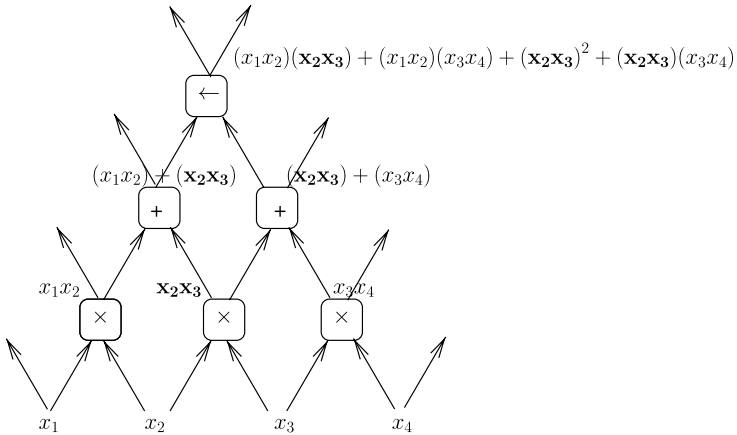 (x₁x₂)(𝐱₂𝐱₃) + (x₁x₂)(x₃x₄) + (𝐱₂𝐱₃)² + (𝐱₂𝐱₃)(x₃x₄)
←
(x₁x₂) + (𝐱₂𝐱₃) (𝐱₂𝐱₃) + (x₃x₄)
+ +
x₁x₂ 𝐱₂𝐱₃ x₃x₄
× × ×
x₁ x₂ x₃ x₄